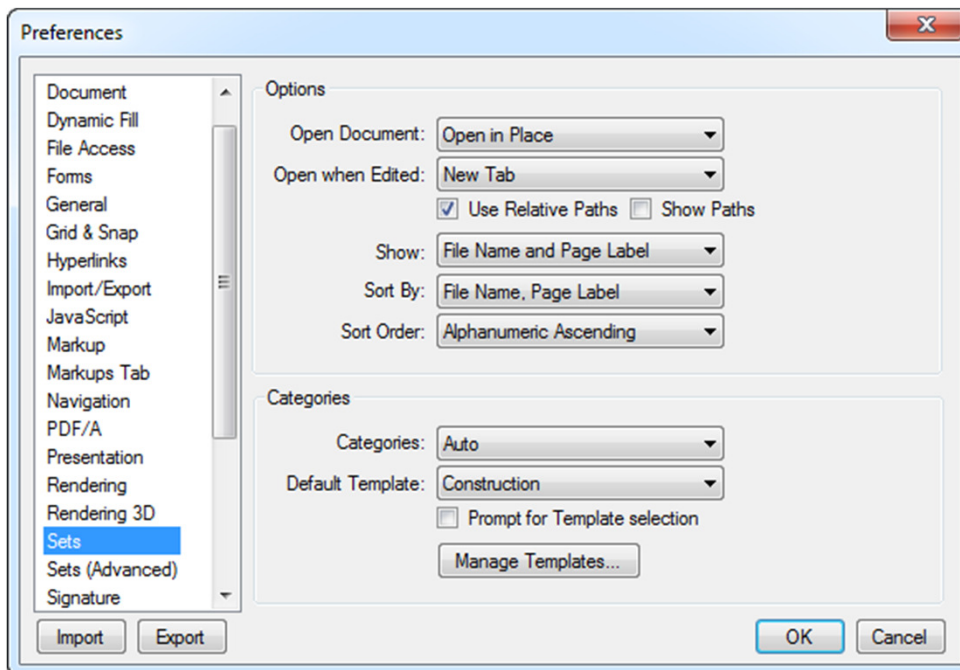 Preferences
Document
Dynamic Fill
File Access
Forms
General
Grid & Snap
Hyperlinks
Import/Export
JavaScript
Markup
Markups Tab
Navigation
PDF/A
Presentation
Rendering
Rendering 3D
Sets
Sets (Advanced)
Signature
Import Export
Options
Open Document: Open in Place
Open when Edited: New Tab
Use Relative Paths Show Paths
Show: File Name and Page Label
Sort By: File Name, Page Label
Sort Order: Alphanumeric Ascending
Categories
Categories: Auto
Default Template: Construction
Prompt for Template selection
Manage Templates...
OK Cancel